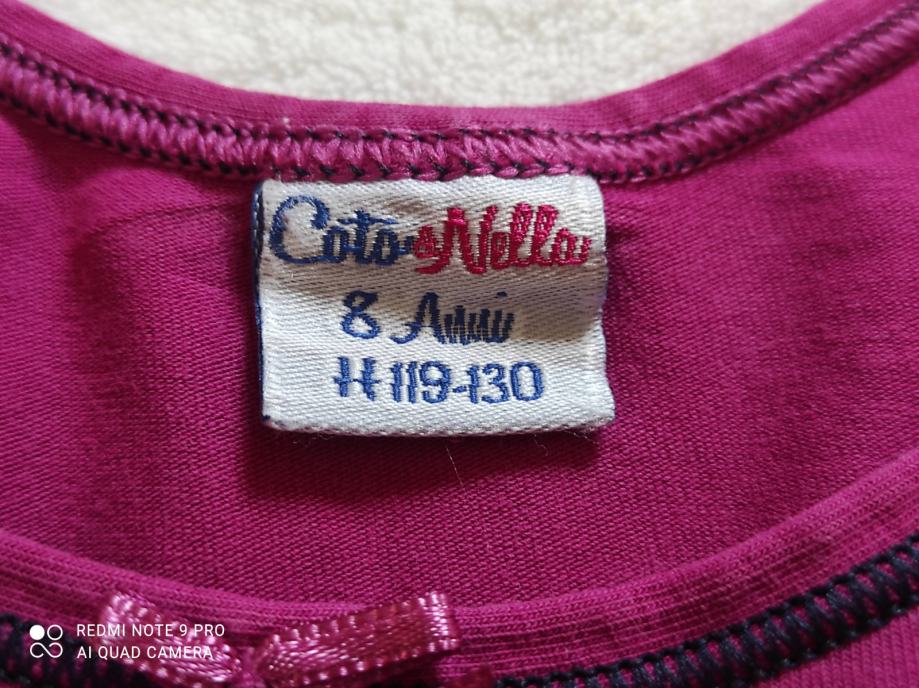 Coto&Nella
8 Anni
H 119-130
REDMI NOTE 9 PRO
AI QUAD CAMERA